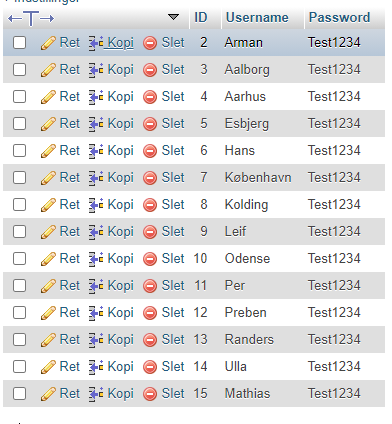 Indstillinger
ID Username Password
Ret Kopi Slet 2 Arman Test1234
Ret Kopi Slet 3 Aalborg Test1234
Ret Kopi Slet 4 Aarhus Test1234
Ret Kopi Slet 5 Esbjerg Test1234
Ret Kopi Slet 6 Hans Test1234
Ret Kopi Slet 7 København Test1234
Ret Kopi Slet 8 Kolding Test1234
Ret Kopi Slet 9 Leif Test1234
Ret Kopi Slet 10 Odense Test1234
Ret Kopi Slet 11 Per Test1234
Ret Kopi Slet 12 Preben Test1234
Ret Kopi Slet 13 Randers Test1234
Ret Kopi Slet 14 Ulla Test1234
Ret Kopi Slet 15 Mathias Test1234